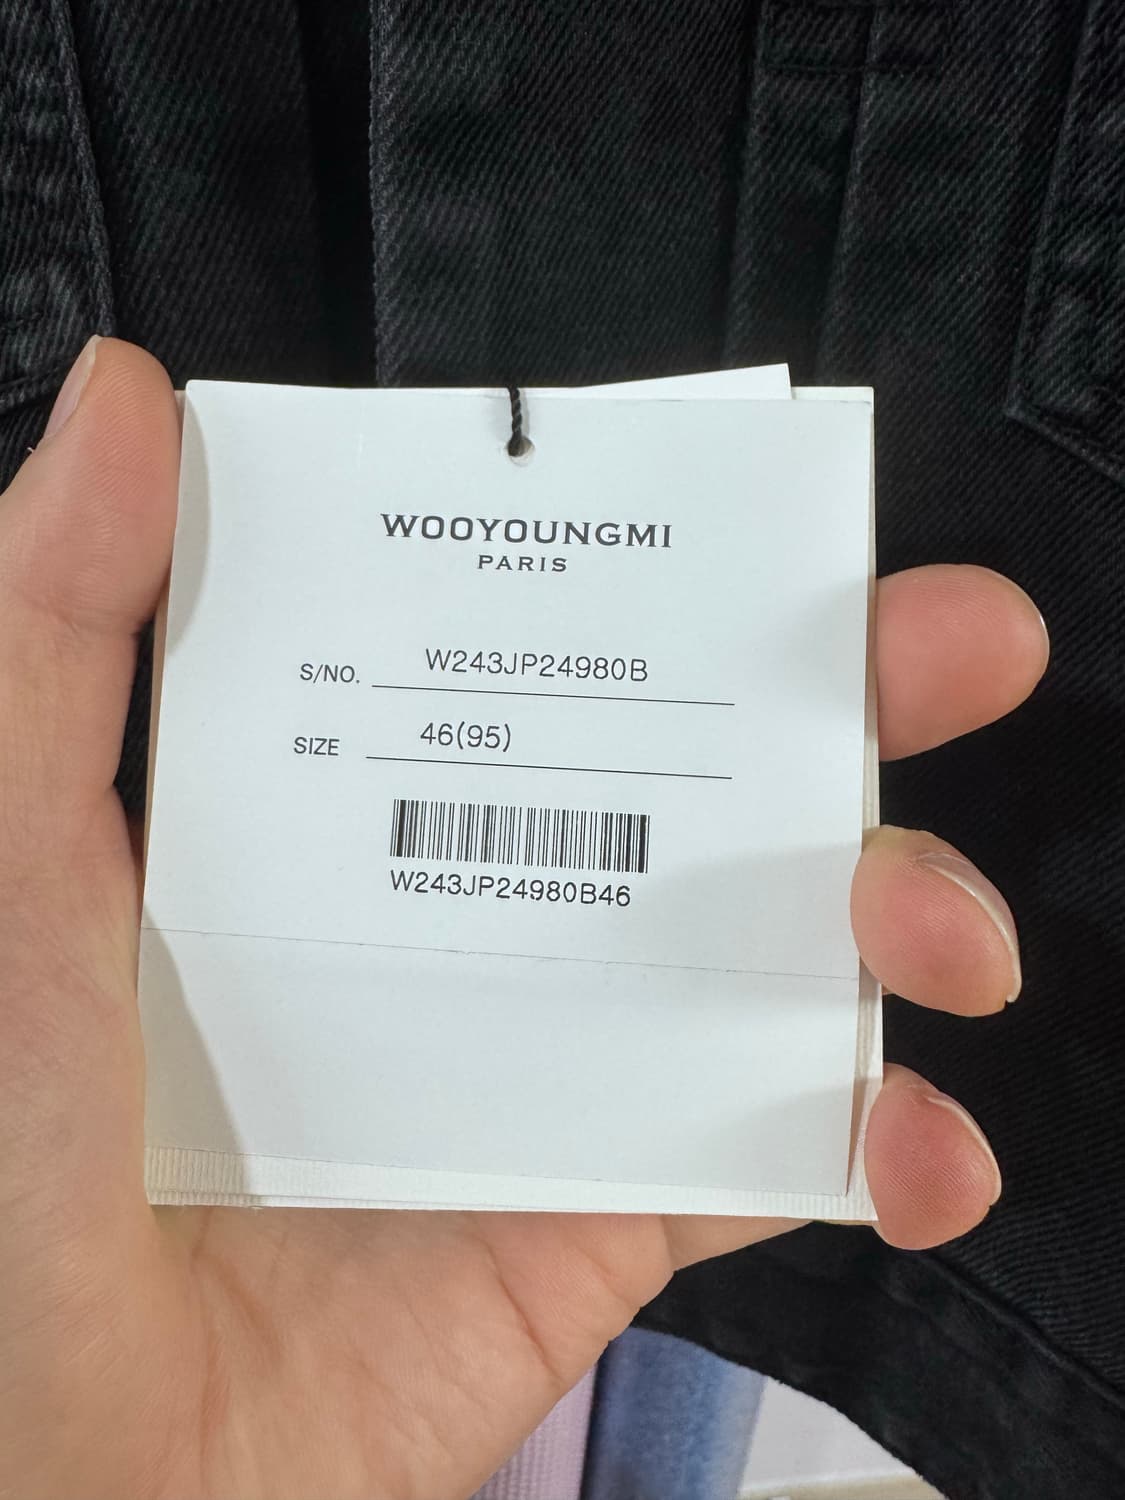 WOOYOUNGMI
PARIS
S/NO. W243JP24980B
SIZE 46(95)
W243JP24980B46